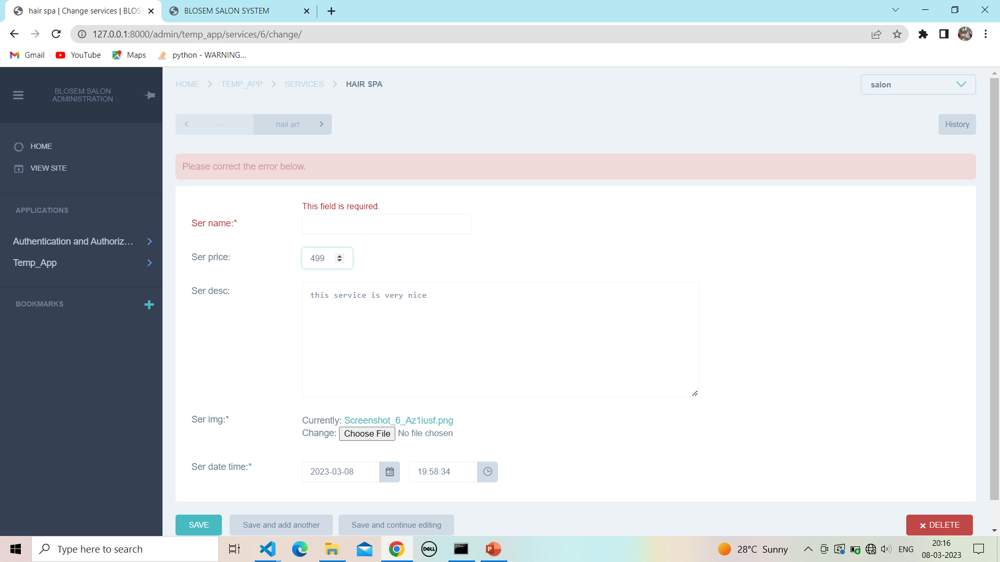 hair spa | Change services | BLOS
BLOSEM SALON SYSTEM
127.0.0.1:8000/admin/temp_app/services/6/change/
Gmail
YouTube
Maps
python - WARNING...
BLOSEM SALON
ADMINISTRATION
HOME
VIEW SITE
APPLICATIONS
Authentication and Authoriz...
Temp_App
BOOKMARKS
HOME > TEMP_APP > SERVICES > HAIR SPA
salon
---
nail art
History
Please correct the error below.
This field is required.
Ser name:*
Ser price:
499
Ser desc:
this service is very nice
Ser img:*
Currently: Screenshot_6_Az1iusf.png
Change: Choose File No file chosen
Ser date time:*
2023-03-08
19:58:34
SAVE
Save and add another
Save and continue editing
DELETE
Type here to search
DELL
28°C Sunny
ENG
20:16
08-03-2023